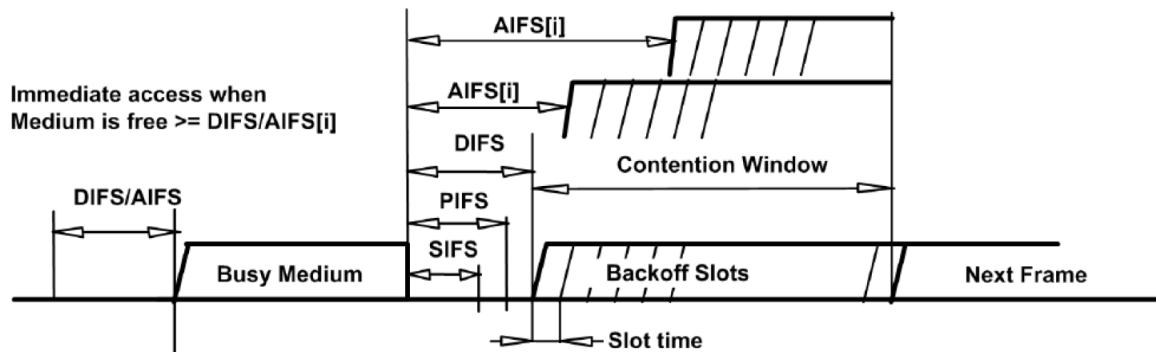 AIFS[i]
Immediate access when
Medium is free >= DIFS/AIFS[i]
AIFS[i]
DIFS
Contention Window
DIFS/AIFS
PIFS
SIFS
Busy Medium
Backoff Slots
Next Frame
Slot time